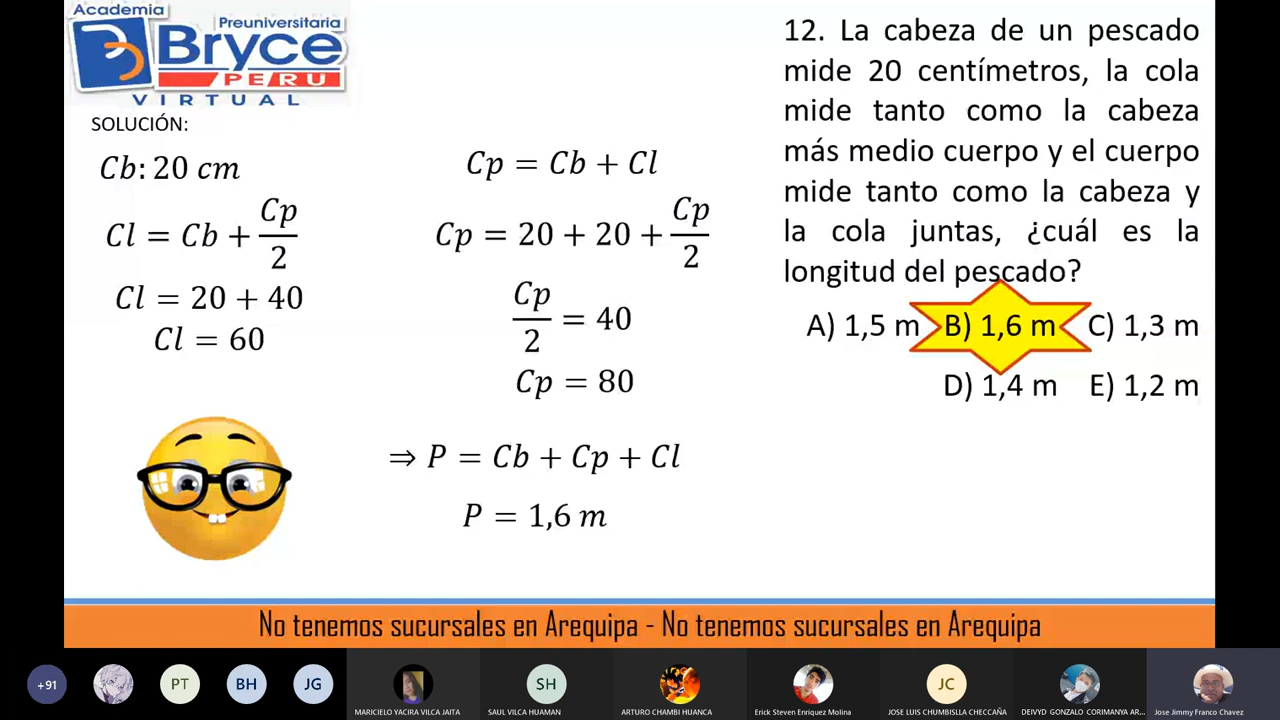 Academia
Preuniversitaria
Bryce
PERU
VIRTUAL
SOLUCIÓN:
Cb: 20 cm
Cl = Cb + Cp/2
Cl = 20 + 40
Cl = 60
Cp = Cb + Cl
Cp = 20 + 20 + Cp/2
Cp/2 = 40
Cp = 80
⇒ P = Cb + Cp + Cl
P = 1,6 m
12. La cabeza de un pescado
mide 20 centímetros, la cola
mide tanto como la cabeza
más medio cuerpo y el cuerpo
mide tanto como la cabeza y
la cola juntas, ¿cuál es la
longitud del pescado?
A) 1,5 m B) 1,6 m C) 1,3 m
D) 1,4 m E) 1,2 m
No tenemos sucursales en Arequipa - No tenemos sucursales en Arequipa
+91
PT
BH
JG
MARICIELO YACIRA VILCA JAITA
SH
SAUL VILCA HUAMAN
ARTURO CHAMBI HUANCA
Erick Steven Enriquez Molina
JC
JOSE LUIS CHUMBISLLA CHECCAÑA
DEIVYD GONZALO CORIMANYA AR...
Jose Jimmy Franco Chavez